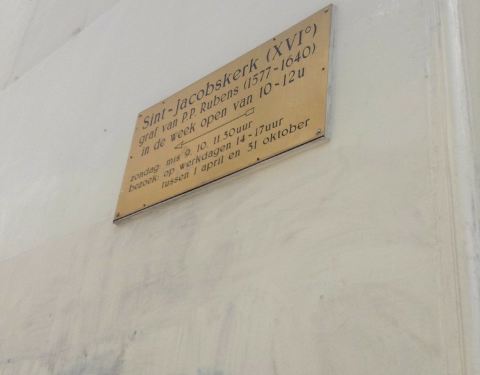 Sint-Jacobskerk (XVIº)
graf van P.P. Rubens (1577-1640)
in de week open van 10-12u
zondag: mis 9. 10. 11.30uur
bezoek: op werkdagen 14-17uur
tussen 1 april en 31 oktober